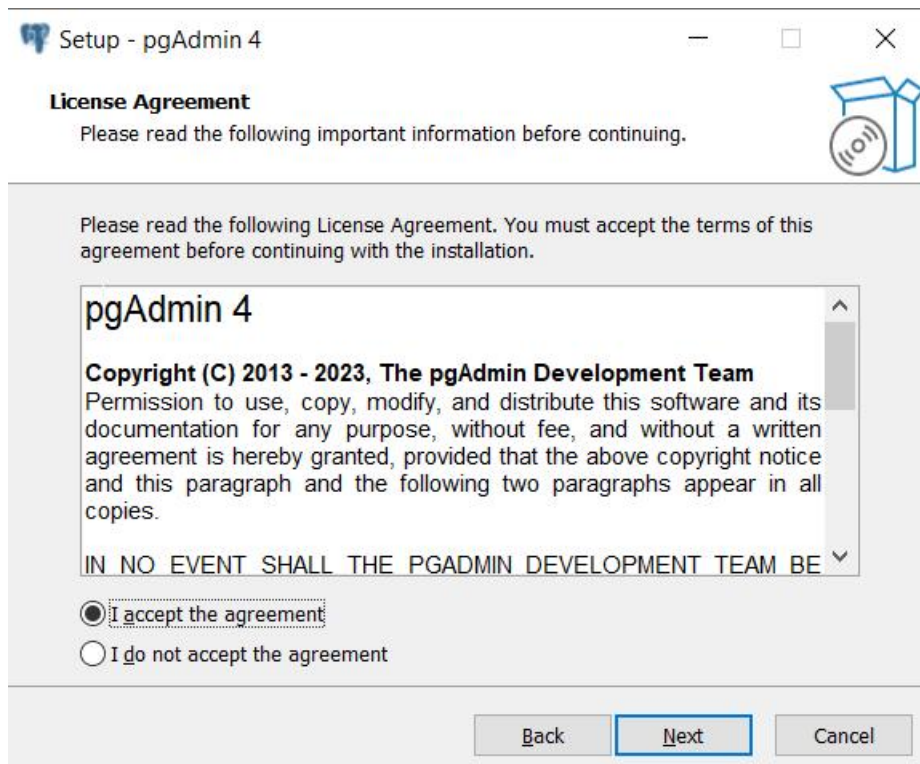 Setup - pgAdmin 4
License Agreement
Please read the following important information before continuing.
Please read the following License Agreement. You must accept the terms of this
agreement before continuing with the installation.
pgAdmin 4
Copyright (C) 2013 - 2023, The pgAdmin Development Team
Permission to use, copy, modify, and distribute this software and its
documentation for any purpose, without fee, and without a written
agreement is hereby granted, provided that the above copyright notice
and this paragraph and the following two paragraphs appear in all
copies.
IN NO EVENT SHALL THE PGADMIN DEVELOPMENT TEAM BE
I accept the agreement
I do not accept the agreement
Back
Next
Cancel